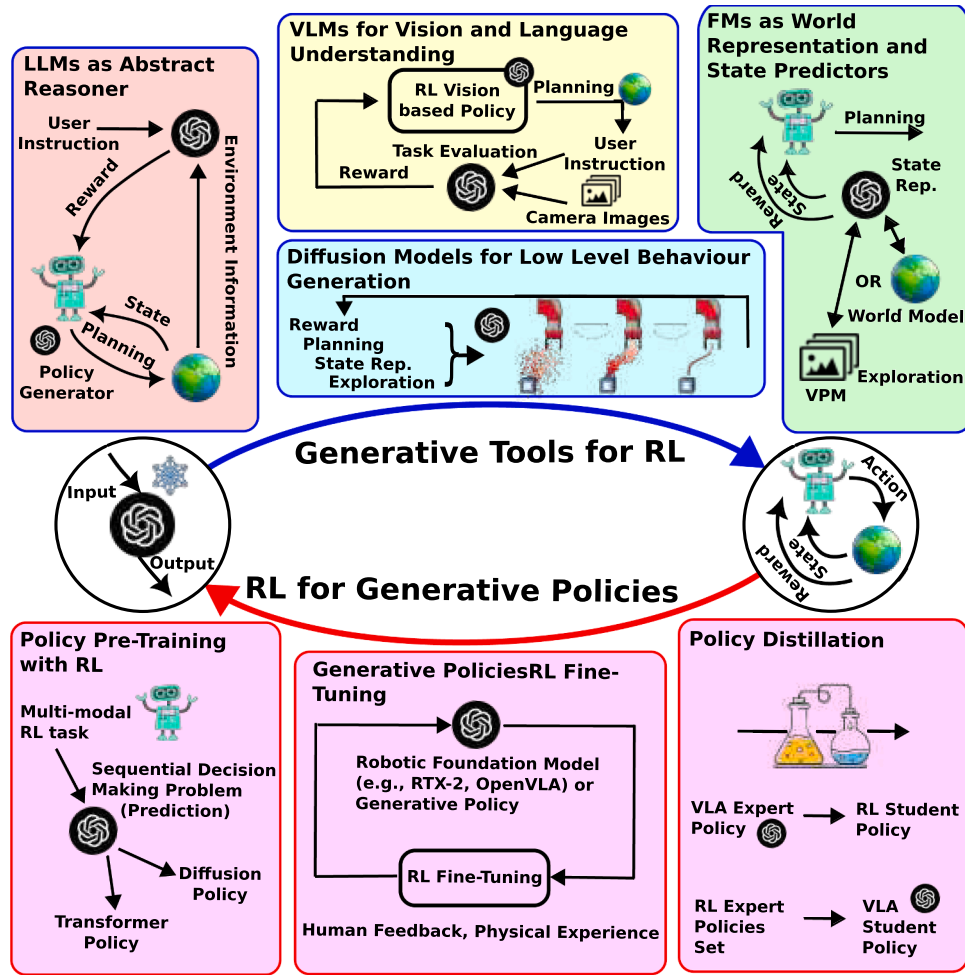 LLMs as Abstract
Reasoner
User
Instruction
Reward
Environment Information
State
Planning
Policy
Generator
VLMs for Vision and Language
Understanding
RL Vision
based Policy
Planning
User
Instruction
Task Evaluation
Reward
Camera Images
Diffusion Models for Low Level Behaviour
Generation
Reward
Planning
State Rep.
Exploration
FMs as World
Representation and
State Predictors
Planning
State
Rep.
State
Reward
OR
World Model
Exploration
VPM
Generative Tools for RL
Input
Output
Action
State
Reward
RL for Generative Policies
Policy Pre-Training
with RL
Multi-modal
RL task
Sequential Decision
Making Problem
(Prediction)
Diffusion
Policy
Transformer
Policy
Generative PoliciesRL Fine-
Tuning
Robotic Foundation Model
(e.g., RTX-2, OpenVLA) or
Generative Policy
RL Fine-Tuning
Human Feedback, Physical Experience
Policy Distillation
VLA Expert
Policy
RL Student
Policy
RL Expert
Policies
Set
VLA
Student
Policy